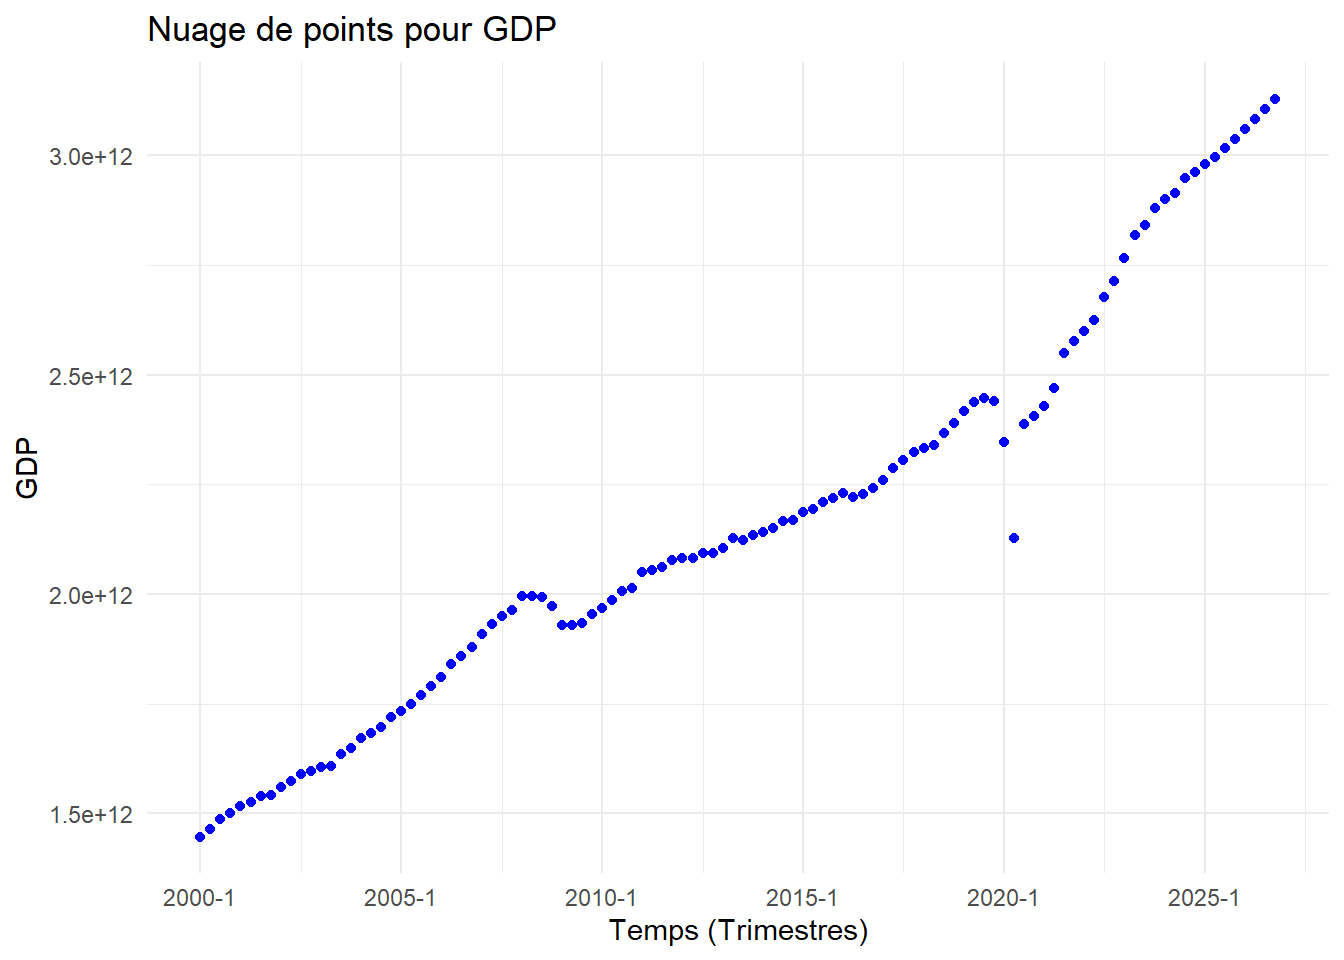 Nuage de points pour GDP
3.0e+12
2.5e+12
2.0e+12
1.5e+12
GDP
2000-1 2005-1 2010-1 2015-1 2020-1 2025-1
Temps (Trimestres)